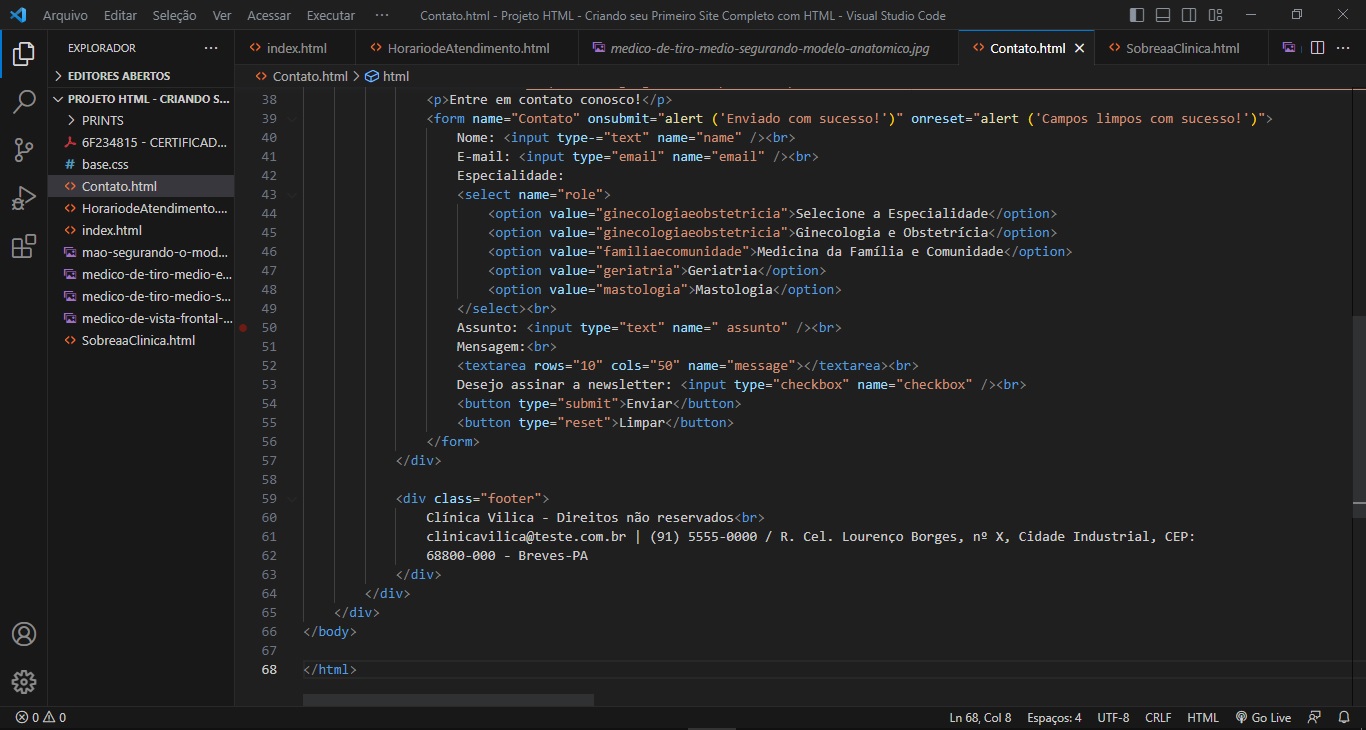 Arquivo Editar Seleção Ver Acessar Executar ··· Contato.html - Projeto HTML - Criando seu Primeiro Site Completo com HTML - Visual Studio Code
EXPLORADOR ···
EDITORES ABERTOS
PROJETO HTML - CRIANDO S...
PRINTS
6F234815 - CERTIFICAD...
# base.css
<> Contato.html
<> HorariodeAtendimento....
<> index.html
mao-segurando-o-mod...
medico-de-tiro-medio-e...
medico-de-tiro-medio-s...
medico-de-vista-frontal-...
<> SobreaaClinica.html
<> index.html <> HorariodeAtendimento.html medico-de-tiro-medio-segurando-modelo-anatomico.jpg <> Contato.html × <> SobreaaClinica.html ···
<> Contato.html > html
38 <p>Entre em contato conosco!</p>
39 <form name="Contato" onsubmit="alert ('Enviado com sucesso!')" onreset="alert ('Campos limpos com sucesso!')">
40 Nome: <input type-="text" name="name" /><br>
41 E-mail: <input type="email" name="email" /><br>
42 Especialidade:
43 <select name="role">
44 <option value="ginecologiaeobstetricia">Selecione a Especialidade</option>
45 <option value="ginecologiaeobstetricia">Ginecologia e Obstetrícia</option>
46 <option value="familiaecomunidade">Medicina da Família e Comunidade</option>
47 <option value="geriatria">Geriatria</option>
48 <option value="mastologia">Mastologia</option>
49 </select><br>
50 Assunto: <input type="text" name=" assunto" /><br>
51 Mensagem:<br>
52 <textarea rows="10" cols="50" name="message"></textarea><br>
53 Desejo assinar a newsletter: <input type="checkbox" name="checkbox" /><br>
54 <button type="submit">Enviar</button>
55 <button type="reset">Limpar</button>
56 </form>
57 </div>
58
59 <div class="footer">
60 Clínica Vilica - Direitos não reservados<br>
61 clinicavilica@teste.com.br | (91) 5555-0000 / R. Cel. Lourenço Borges, nº X, Cidade Industrial, CEP:
62 68800-000 - Breves-PA
63 </div>
64 </div>
65 </div>
66 </body>
67
68 </html>
0 0 Ln 68, Col 8 Espaços: 4 UTF-8 CRLF HTML Go Live